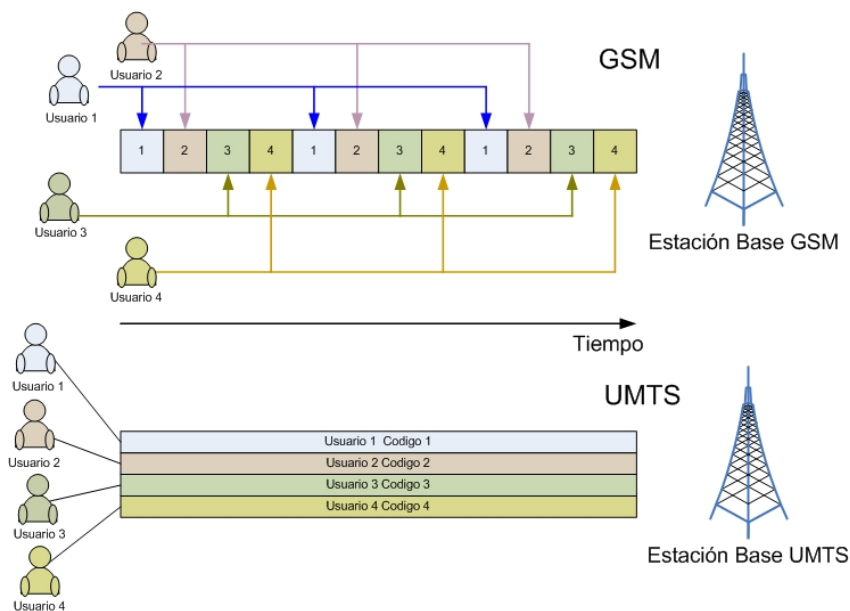 Usuario 2
GSM
Usuario 1
1 2 3 4 1 2 3 4 1 2 3 4
Usuario 3
Estación Base GSM
Usuario 4
Tiempo
Usuario 1
UMTS
Usuario 1 Codigo 1
Usuario 2
Usuario 2 Codigo 2
Usuario 3 Codigo 3
Usuario 4 Codigo 4
Usuario 3
Estación Base UMTS
Usuario 4